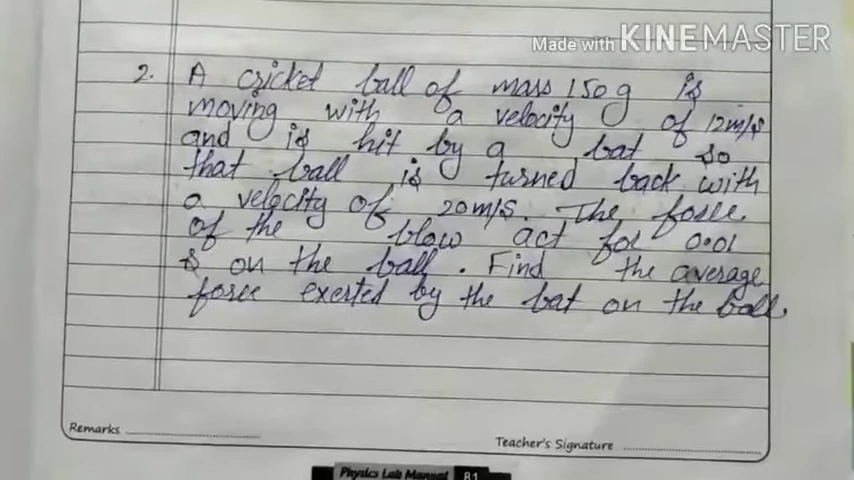 Made with KINEMASTER
2. A cricket ball of mass 150g is
moving with a velocity of 12m/s
and is hit by a bat so
that ball is turned back with
a velocity of 20m/s. The force
of the blow act for 0.01
s on the ball. Find the average
force exerted by the bat on the ball.
Remarks
Teacher's Signature
Physics Lab Manual 81